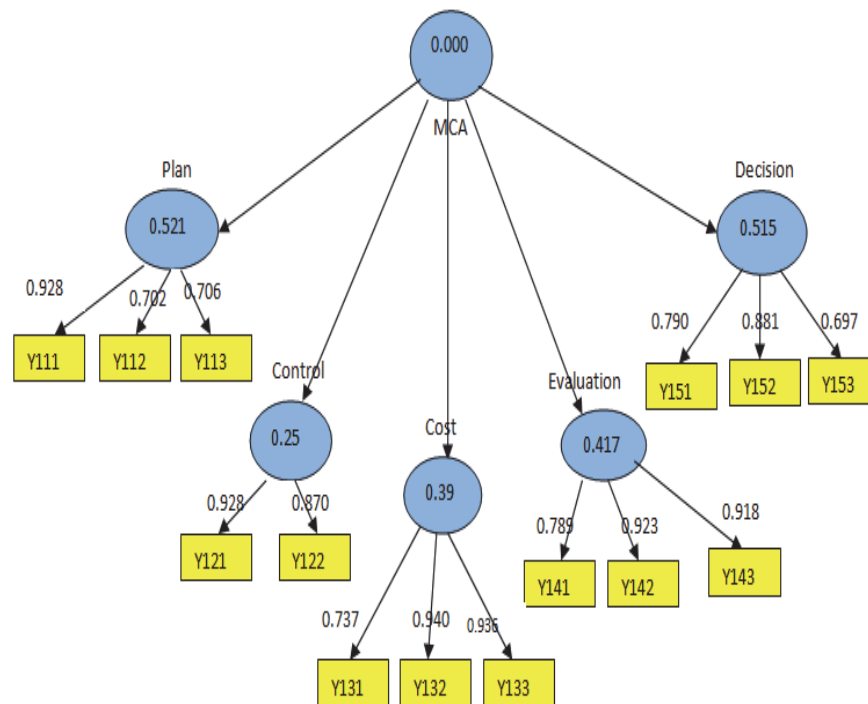 0.000
MCA
Plan
Decision
0.521
0.515
0.928
0.702
0.706
0.790
0.881
0.697
Y111
Y112
Y113
Y151
Y152
Y153
Control
Evaluation
0.25
Cost
0.417
0.39
0.928
0.870
0.789
0.923
0.918
Y121
Y122
Y141
Y142
Y143
0.737
0.940
0.936
Y131
Y132
Y133